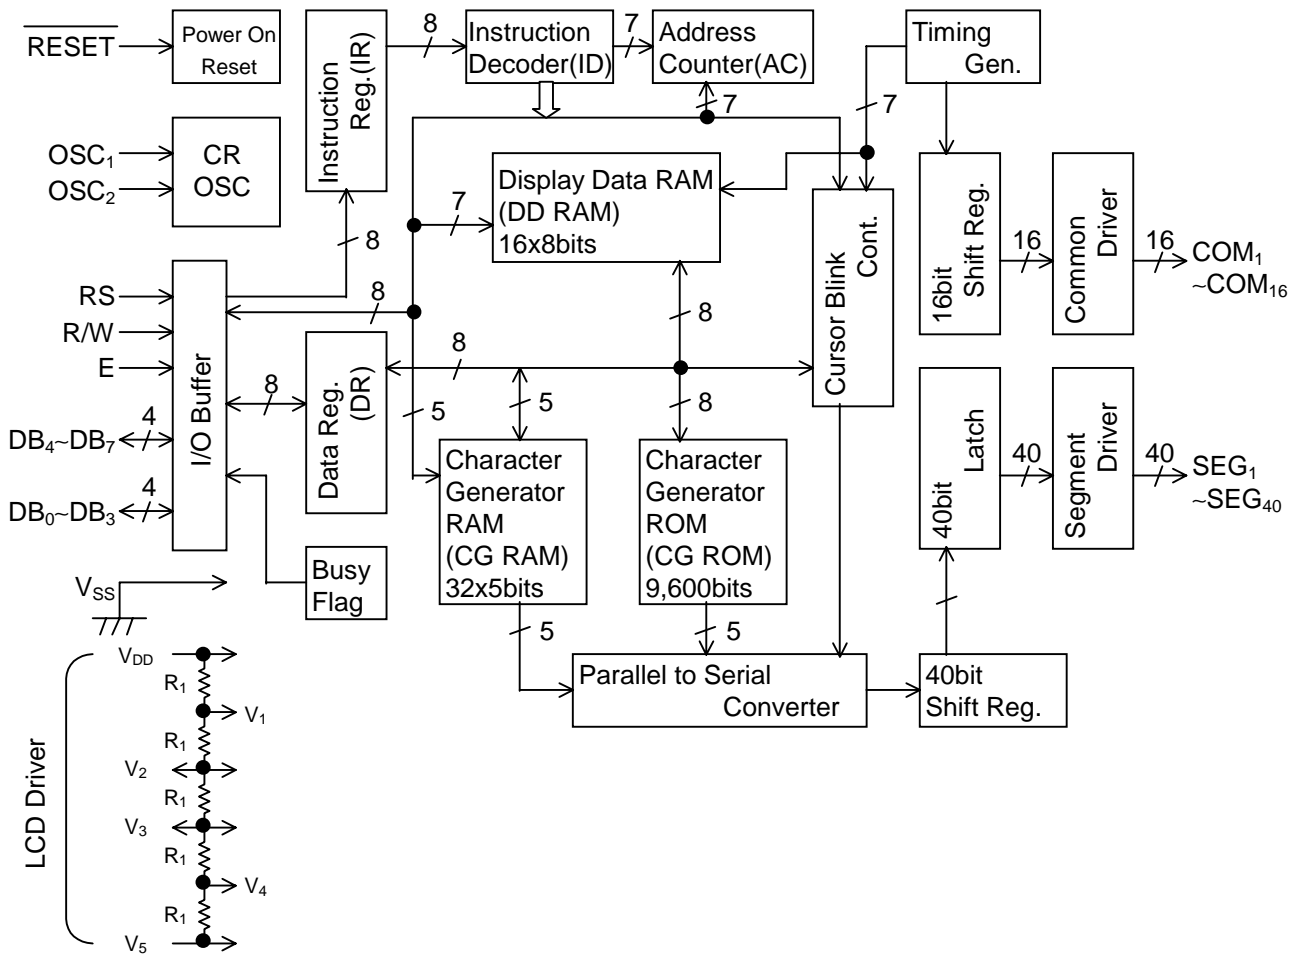 RESET
Power On
Reset
Instruction
Reg.(IR)
8
Instruction
Decoder(ID)
7
Address
Counter(AC)
Timing
Gen.
7
7
OSC1
OSC2
CR
OSC
Display Data RAM
(DD RAM)
16x8bits
7
8
16bit
Shift Reg.
16
Common
Driver
16
COM1
~COM16
Cursor Blink
Cont.
RS
R/W
E
I/O Buffer
8
8
8
8
Data Reg.
(DR)
5
5
8
DB4~DB7
4
DB0~DB3
4
Character
Generator
RAM
(CG RAM)
32x5bits
Character
Generator
ROM
(CG ROM)
9,600bits
40bit
Latch
40
Segment
Driver
40
SEG1
~SEG40
Busy
Flag
VSS
5
5
Parallel to Serial
Converter
40bit
Shift Reg.
LCD Driver
VDD
R1
V1
R1
V2
R1
V3
R1
V4
R1
V5